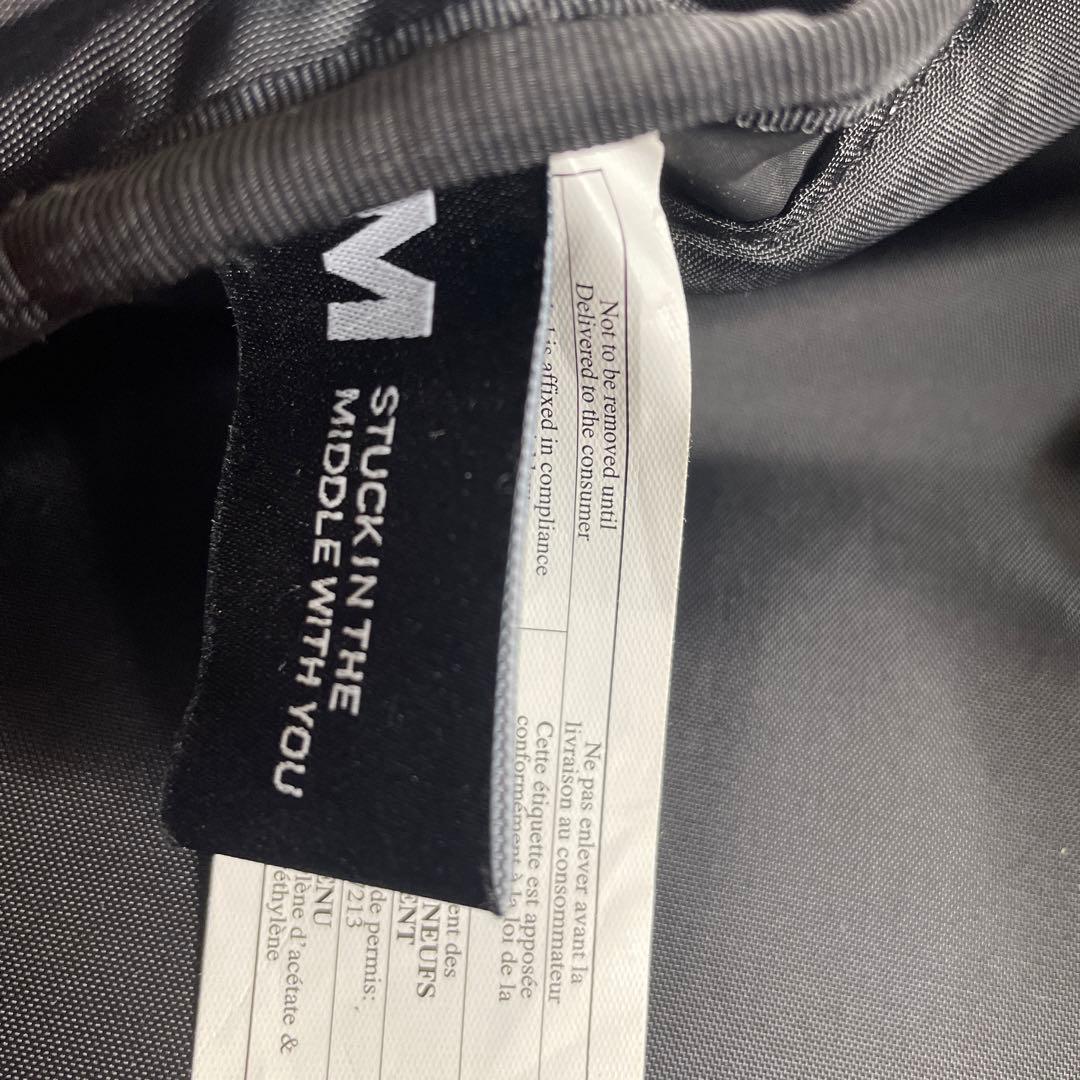 M
STUCK IN THE
MIDDLE WITH YOU
Not to be removed until
Delivered to the consumer
is affixed in compliance
Ne pas enlever avant la
livraison au consommateur
Cette étiquette est apposée
conformément à la loi de la
ent des
NEUFS
ENT
de permis:
213
ENU
lène d'acétate &
éthylène